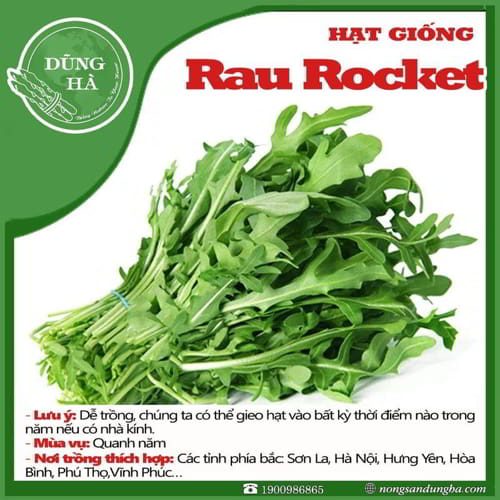 DŨNG
HÀ
HẠT GIỐNG
Rau Rocket
- Lưu ý: Dễ trồng, chúng ta có thể gieo hạt vào bất kỳ thời điểm nào trong
năm nếu có nhà kính.
- Mùa vụ: Quanh năm
- Nơi trồng thích hợp: Các tỉnh phía bắc: Sơn La, Hà Nội, Hưng Yên, Hòa
Bình, Phú Thọ,Vĩnh Phúc...
1900986865
nongsandungha.com